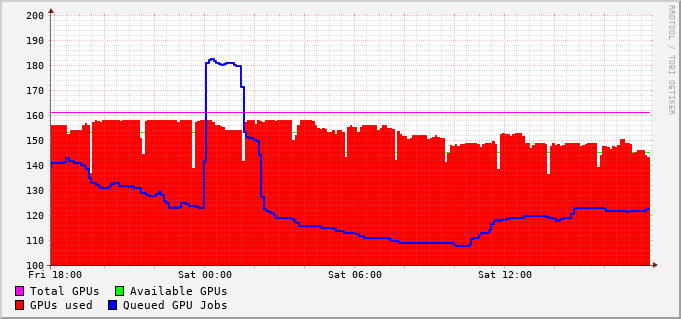 200
190
180
170
160
150
140
130
120
110
100
Fri 18:00 Sat 00:00 Sat 06:00 Sat 12:00
Total GPUs Available GPUs
GPUs used Queued GPU Jobs
RRDTOOL / TOBI OETIKER